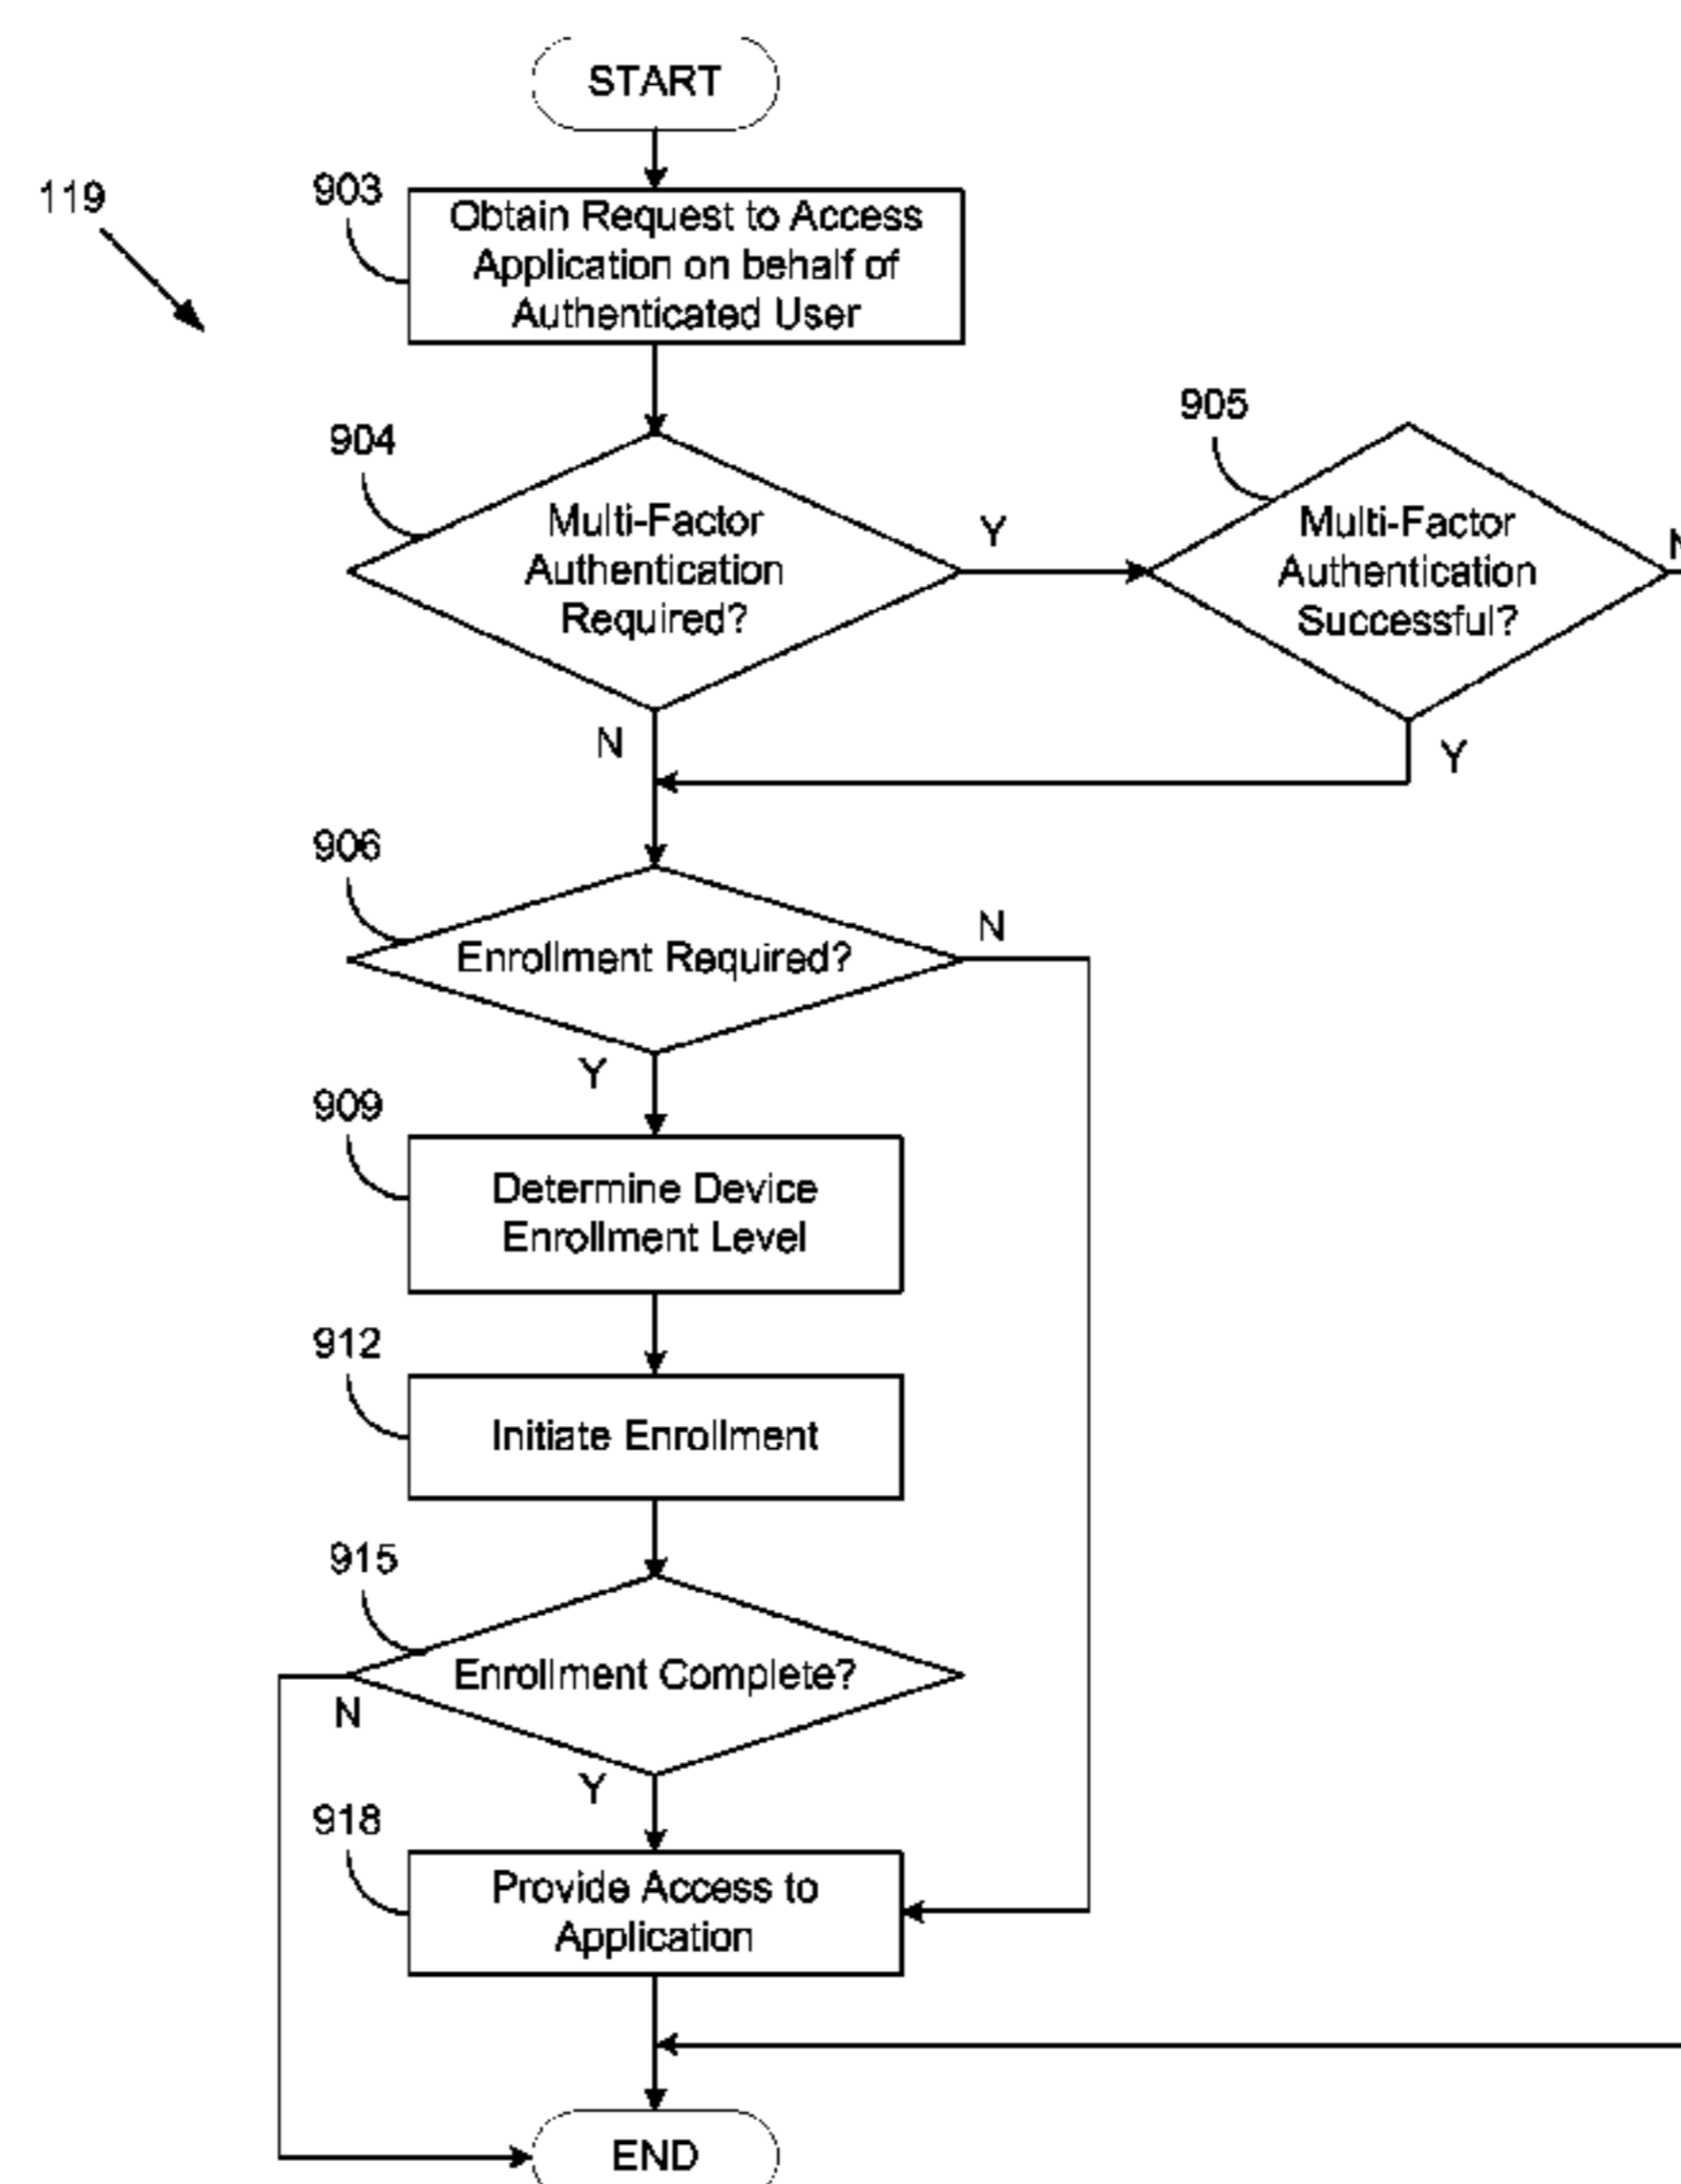 START
119
903
Obtain Request to Access
Application on behalf of
Authenticated User
904
Multi-Factor
Authentication
Required?
Y
905
Multi-Factor
Authentication
Successful?
N
N
Y
906
Enrollment Required?
N
Y
909
Determine Device
Enrollment Level
912
Initiate Enrollment
915
Enrollment Complete?
N
Y
918
Provide Access to
Application
END